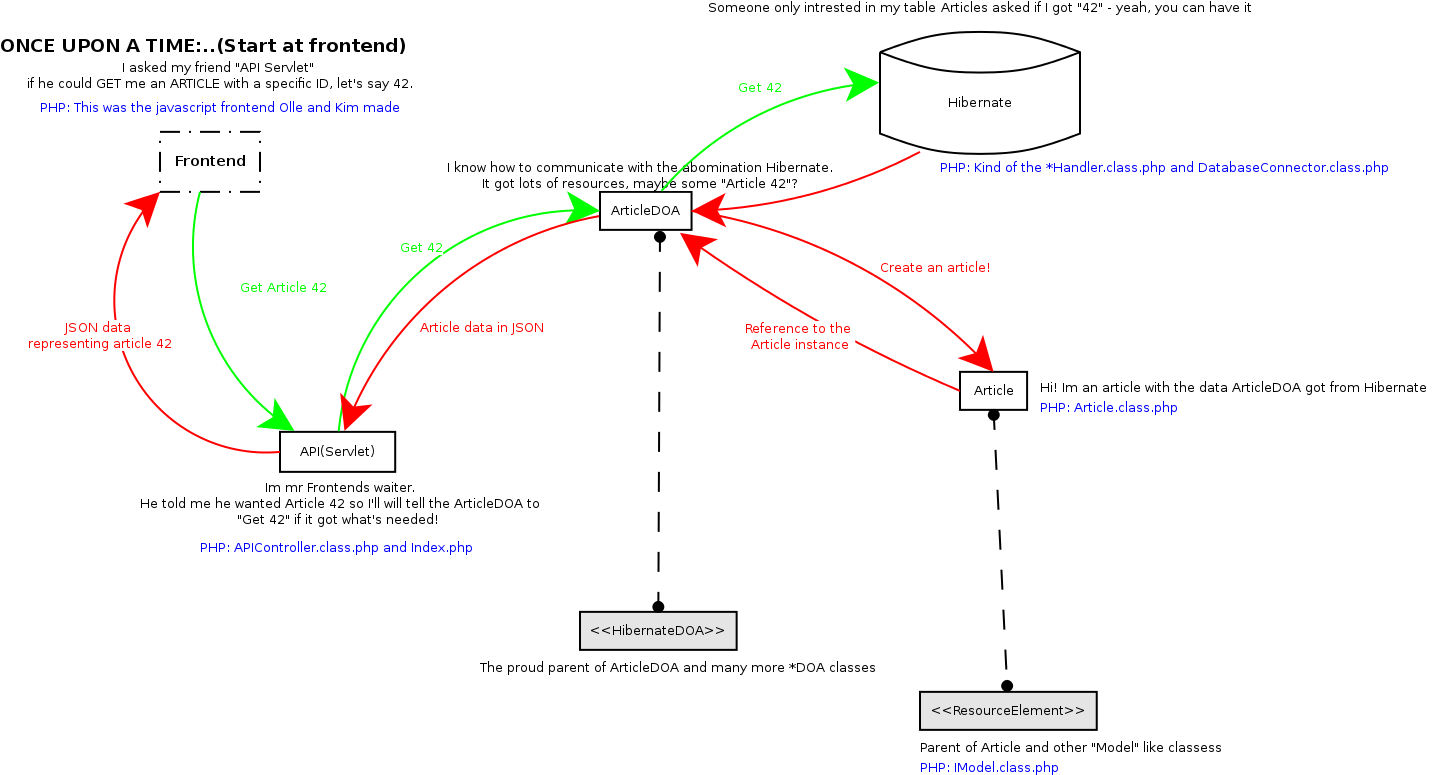 Someone only intrested in my table Articles asked if I got "42" - yeah, you can have it
ONCE UPON A TIME:..(Start at frontend)
I asked my friend "API Servlet"
if he could GET me an ARTICLE with a specific ID, let's say 42.
PHP: This was the javascript frontend Olle and Kim made
Frontend
Get 42
Hibernate
PHP: Kind of the *Handler.class.php and DatabaseConnector.class.php
I know how to communicate with the abomination Hibernate.
It got lots of resources, maybe some "Article 42"?
ArticleDOA
Get 42
Get Article 42
Create an article!
JSON data
representing article 42
Article data in JSON
Reference to the
Article instance
Article
Hi! Im an article with the data ArticleDOA got from Hibernate
PHP: Article.class.php
API(Servlet)
Im mr Frontends waiter.
He told me he wanted Article 42 so I'll will tell the ArticleDOA to
"Get 42" if it got what's needed!
PHP: APIController.class.php and Index.php
<<HibernateDOA>>
The proud parent of ArticleDOA and many more *DOA classes
<<ResourceElement>>
Parent of Article and other "Model" like classess
PHP: IModel.class.php